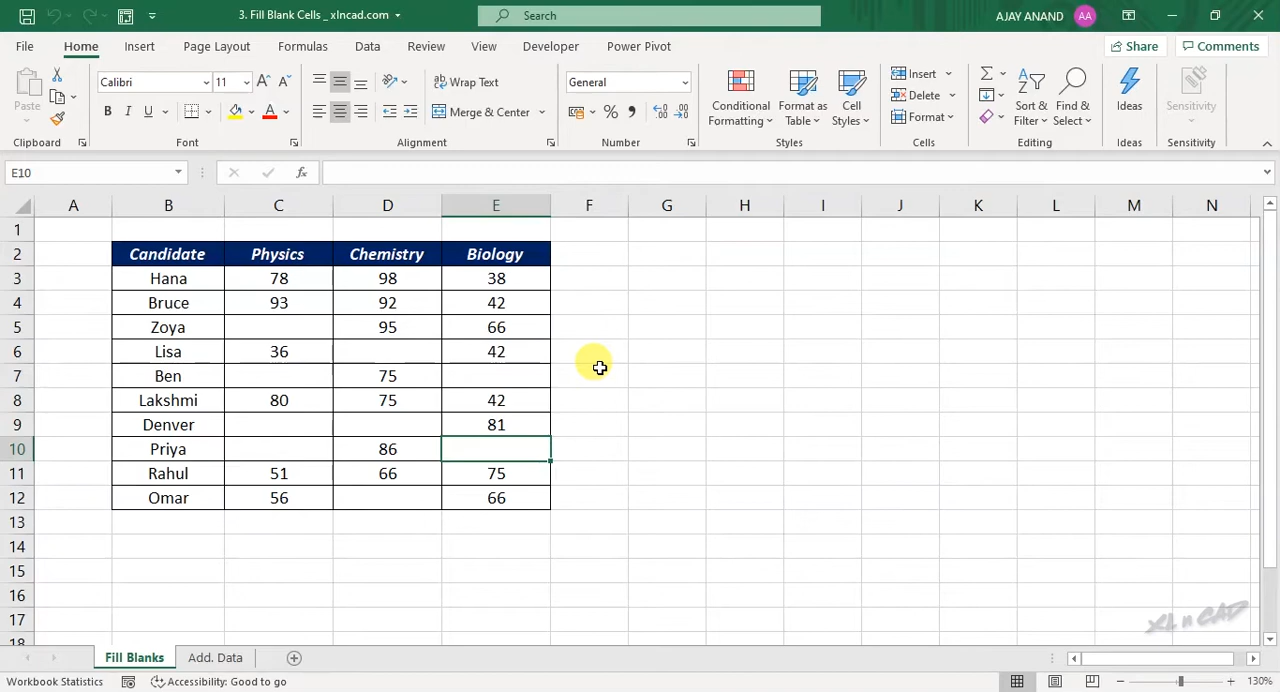 3. Fill Blank Cells _ xlncad.com
Search
AJAY ANAND AA
File Home Insert Page Layout Formulas Data Review View Developer Power Pivot Share Comments
Paste
Calibri 11 A A
Wrap Text
General
Conditional Formatting
Format as Table
Cell Styles
Insert
Delete
Format
Sort & Filter
Find & Select
Ideas
Sensitivity
B I U
Merge & Center
%
Clipboard Font Alignment Number Styles Cells Editing Ideas Sensitivity
E10 fx
A B C D E F G H I J K L M N
1
2 Candidate Physics Chemistry Biology
3 Hana 78 98 38
4 Bruce 93 92 42
5 Zoya 95 66
6 Lisa 36 42
7 Ben 75
8 Lakshmi 80 75 42
9 Denver 81
10 Priya 86
11 Rahul 51 66 75
12 Omar 56 66
13
14
15
16
17
18
XL n CAD
Fill Blanks Add. Data
Workbook Statistics Accessibility: Good to go 130%